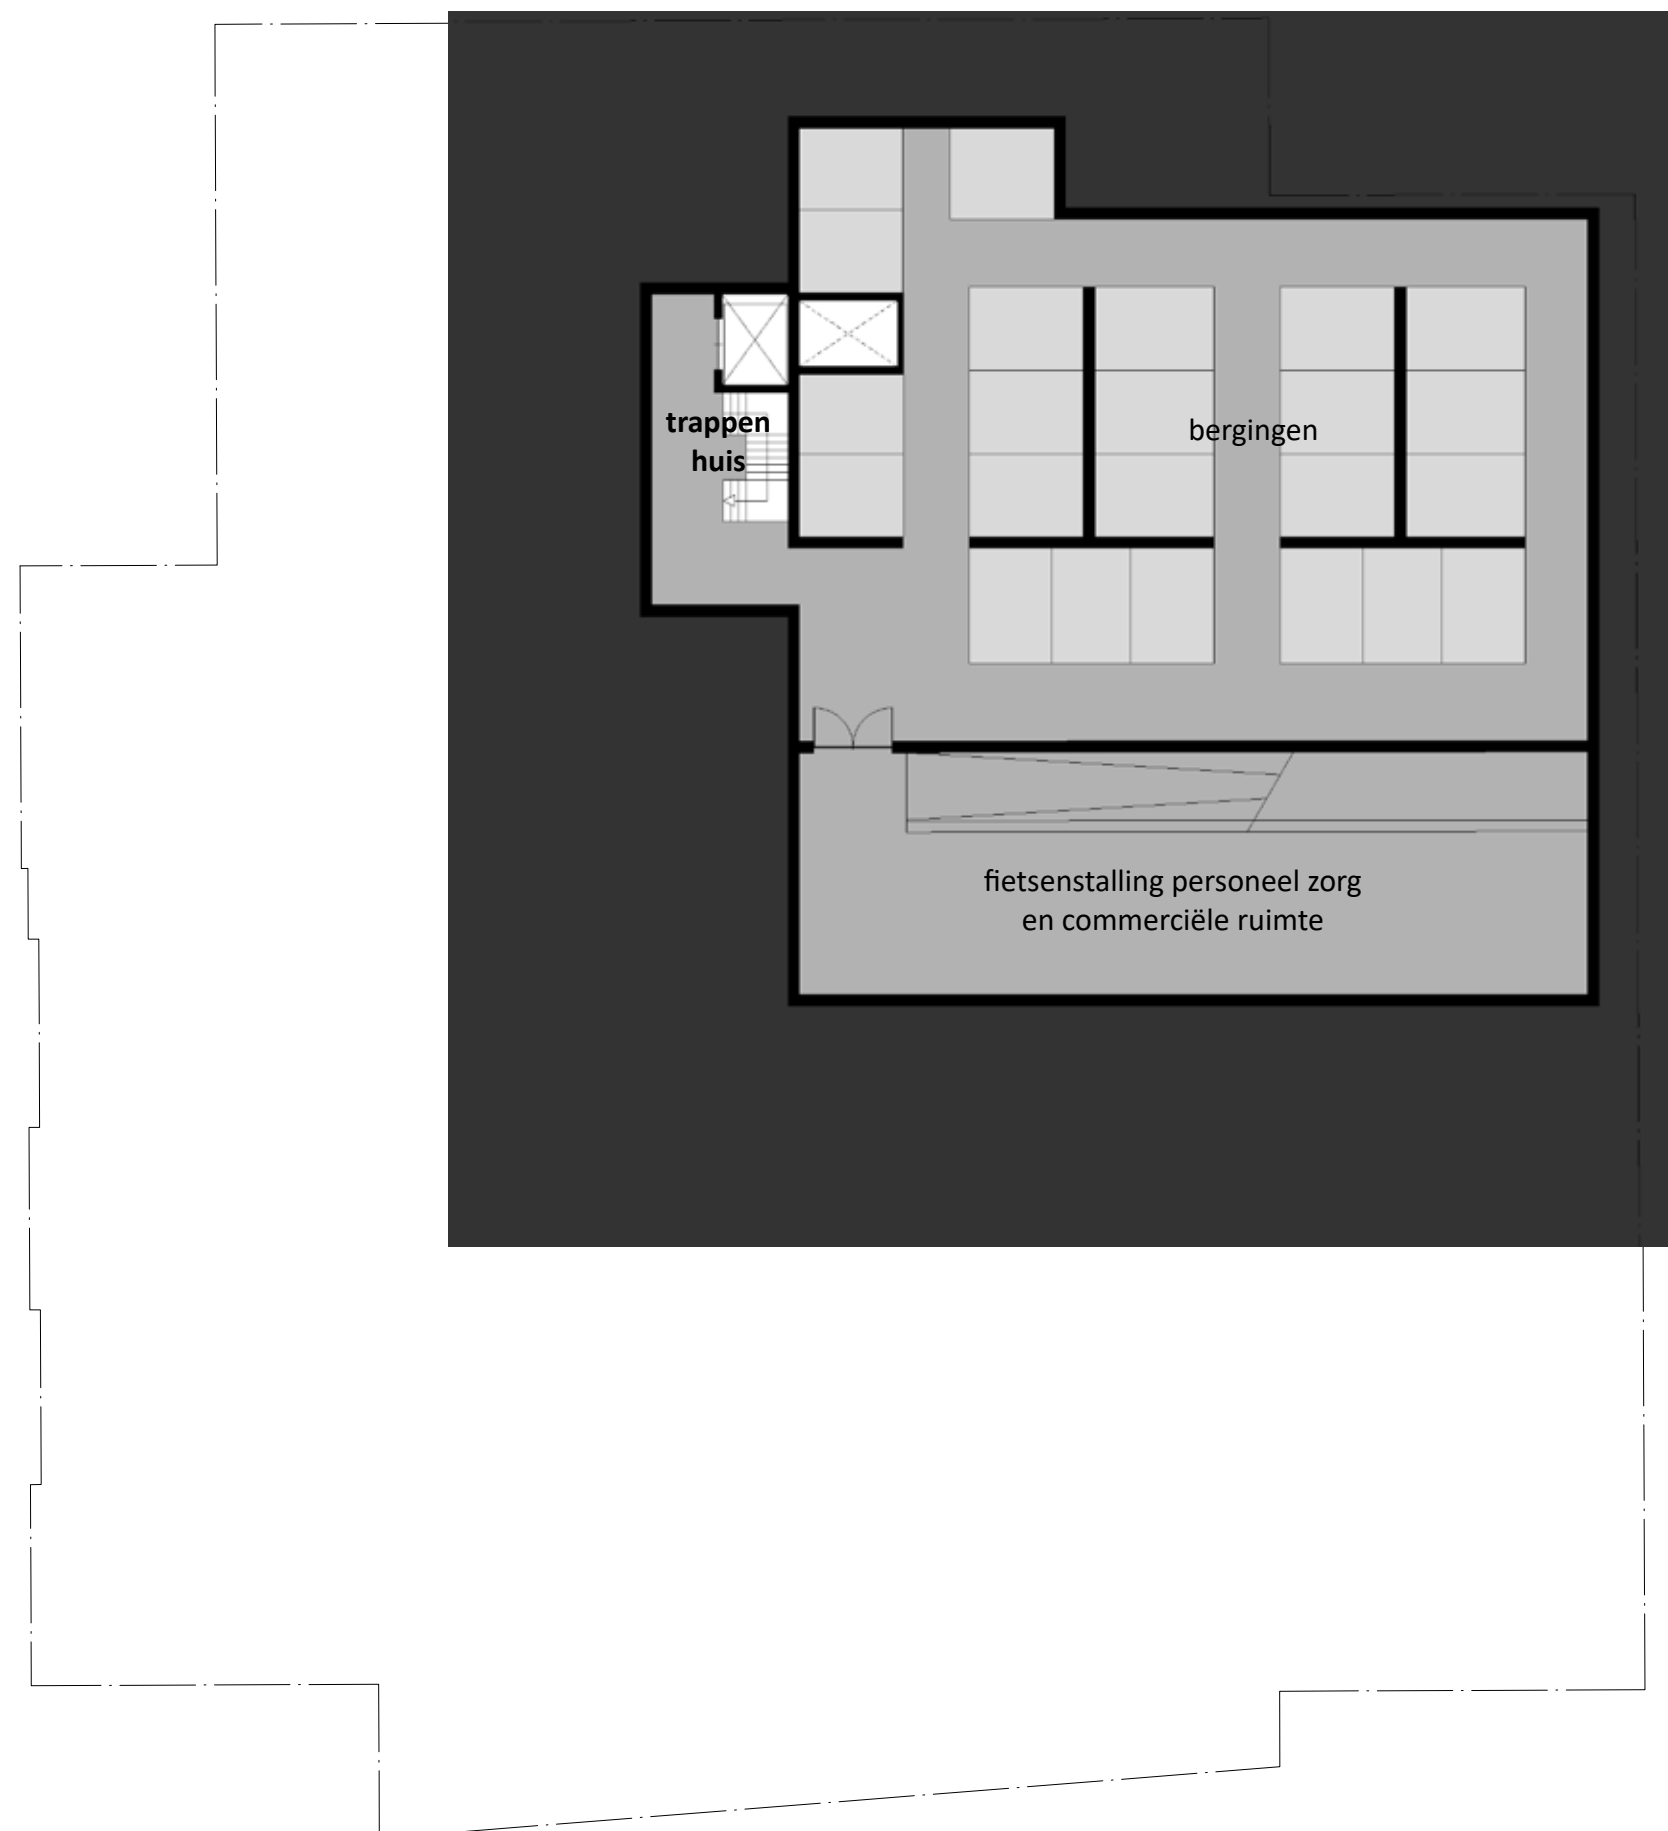 trappen
huis
bergingen
fietsenstalling personeel zorg
en commerciële ruimte